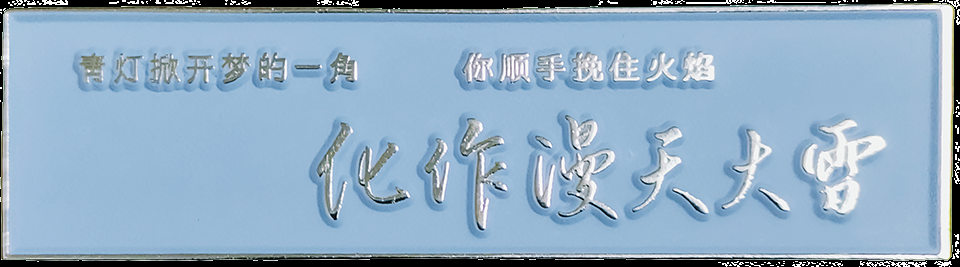 青灯掀开梦的一角 你顺手挽住火焰
化作漫天大雷